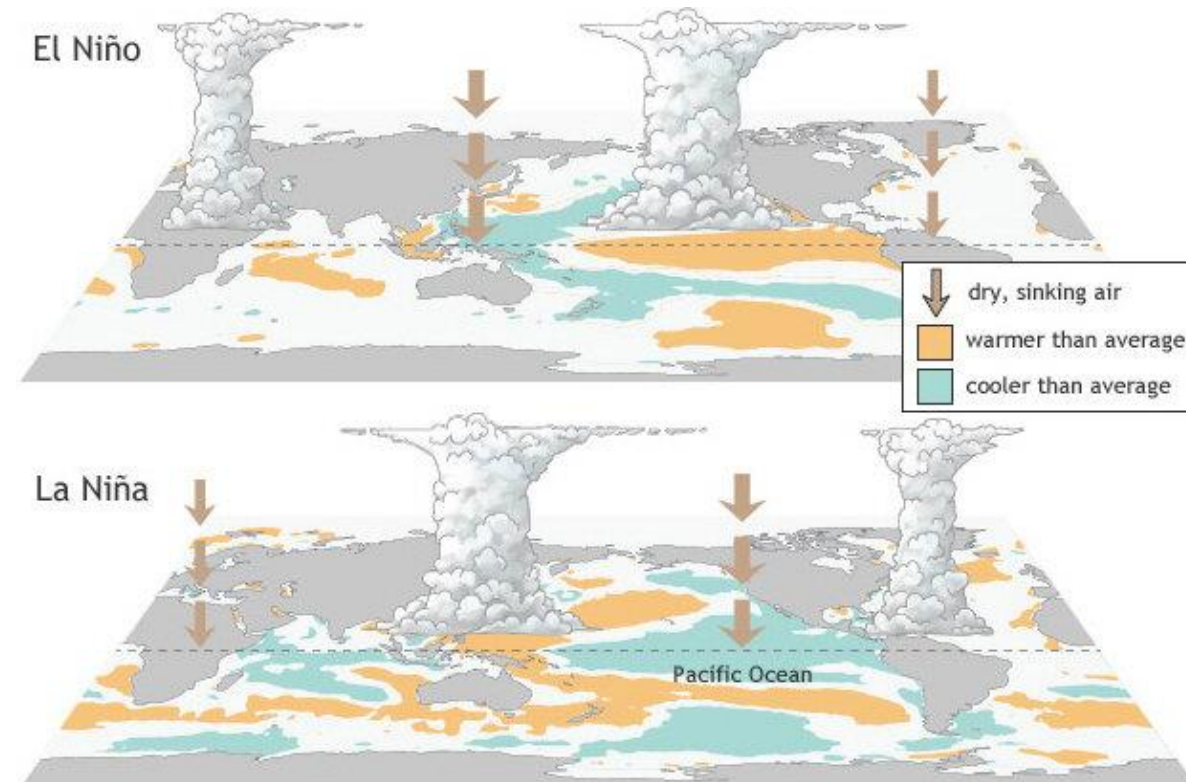 El Niño
dry, sinking air
warmer than average
cooler than average
La Niña
Pacific Ocean